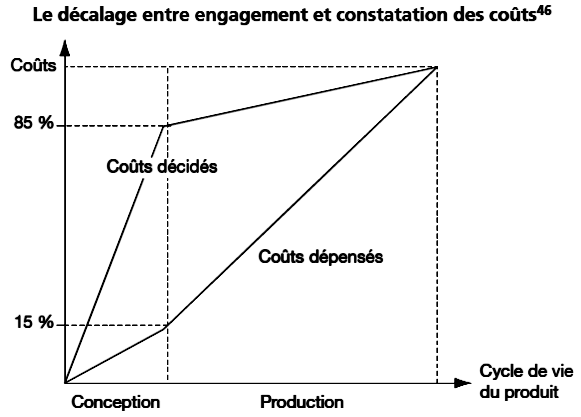 Le décalage entre engagement et constatation des coûts46
Coûts
85 %
Coûts décidés
Coûts dépensés
15 %
Cycle de vie
du produit
Conception
Production